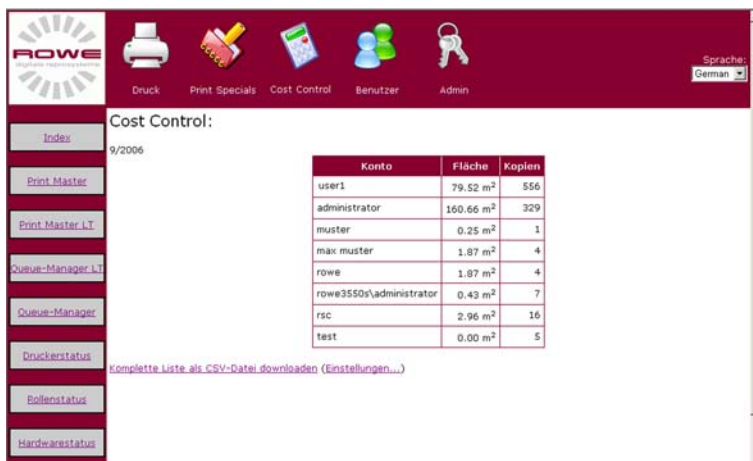 ROWE
digitale reprosysteme
Druck
Print Specials
Cost Control
Benutzer
Admin
Sprache:
German
Index
Print Master
Print Master LT
Queue-Manager LT
Queue-Manager
Druckerstatus
Rollenstatus
Hardwarestatus
Cost Control:
9/2006
Konto Fläche Kopien
user1 79.52 m² 556
administrator 160.66 m² 329
muster 0.25 m² 1
max muster 1.87 m² 4
rowe 1.87 m² 4
rowe3550s\administrator 0.43 m² 7
rsc 2.96 m² 16
test 0.00 m² 5
Komplette Liste als CSV-Datei downloaden (Einstellungen...)